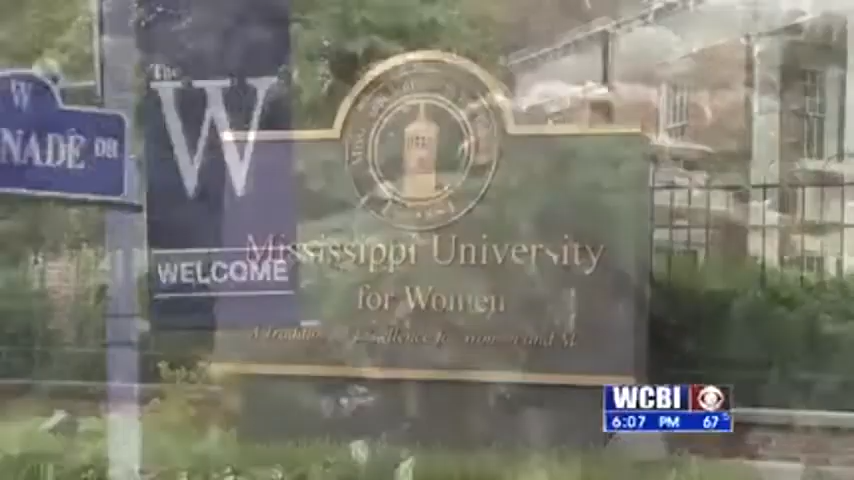 The
W
WELCOME
W
NADE DR
Mississippi University
for Women
WCBI
6:07 PM 67°